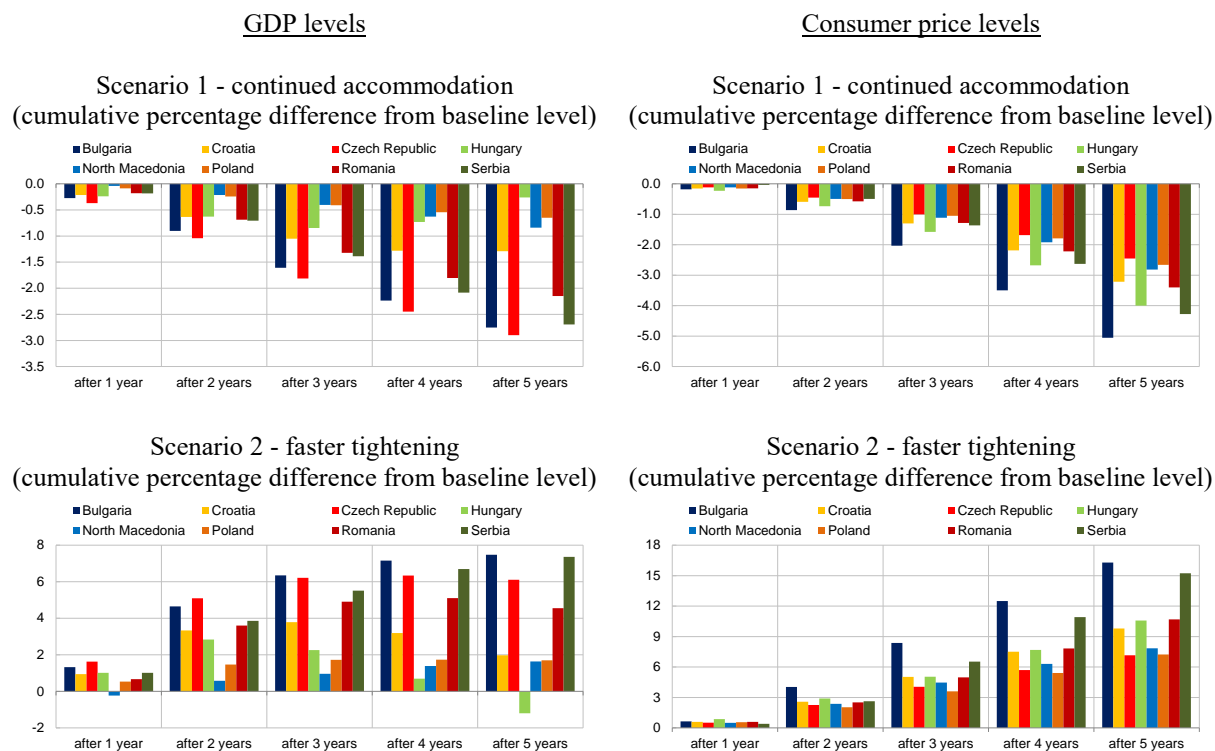 GDP levels
Consumer price levels
Scenario 1 - continued accommodation
(cumulative percentage difference from baseline level)
Bulgaria Croatia Czech Republic Hungary
North Macedonia Poland Romania Serbia
0.0
-0.5
-1.0
-1.5
-2.0
-2.5
-3.0
-3.5
after 1 year after 2 years after 3 years after 4 years after 5 years
Scenario 1 - continued accommodation
(cumulative percentage difference from baseline level)
Bulgaria Croatia Czech Republic Hungary
North Macedonia Poland Romania Serbia
0.0
-1.0
-2.0
-3.0
-4.0
-5.0
-6.0
after 1 year after 2 years after 3 years after 4 years after 5 years
Scenario 2 - faster tightening
(cumulative percentage difference from baseline level)
Bulgaria Croatia Czech Republic Hungary
North Macedonia Poland Romania Serbia
8
6
4
2
0
-2
after 1 year after 2 years after 3 years after 4 years after 5 years
Scenario 2 - faster tightening
(cumulative percentage difference from baseline level)
Bulgaria Croatia Czech Republic Hungary
North Macedonia Poland Romania Serbia
18
15
12
9
6
3
0
after 1 year after 2 years after 3 years after 4 years after 5 years